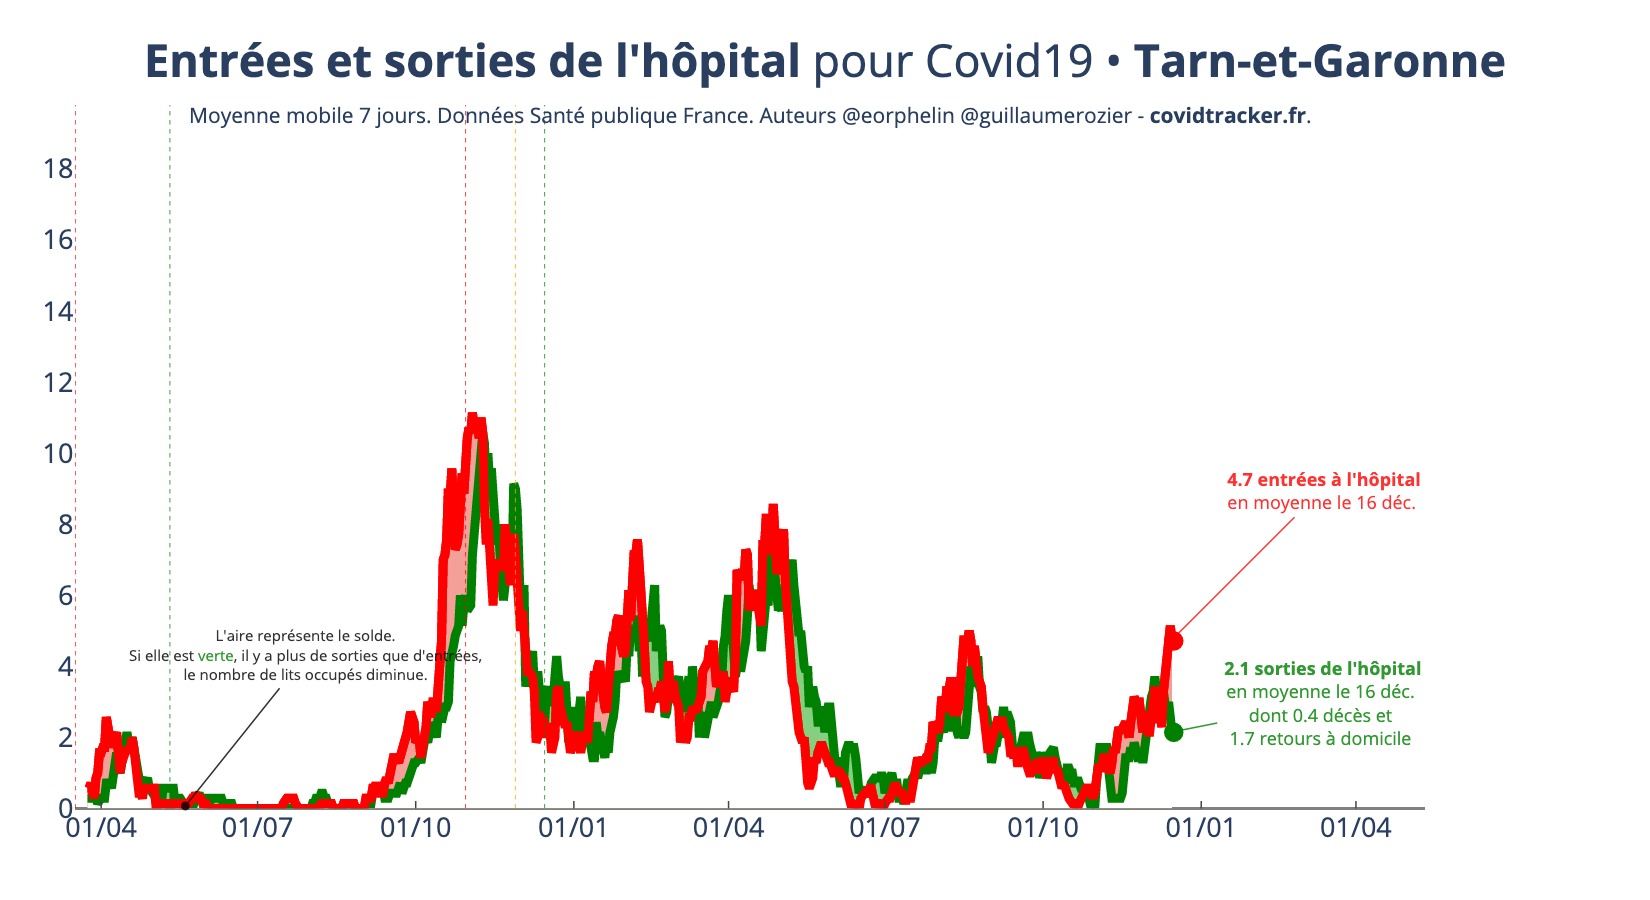 Entrées et sorties de l'hôpital pour Covid19 • Tarn-et-Garonne
Moyenne mobile 7 jours. Données Santé publique France. Auteurs @eorphelin @guillaumerozier - covidtracker.fr.
18
16
14
12
10
8
6
4
2
0
L'aire représente le solde.
Si elle est verte, il y a plus de sorties que d'entrées,
le nombre de lits occupés diminue.
4.7 entrées à l'hôpital
en moyenne le 16 déc.
2.1 sorties de l'hôpital
en moyenne le 16 déc.
dont 0.4 décès et
1.7 retours à domicile
01/04 01/07 01/10 01/01 01/04 01/07 01/10 01/01 01/04